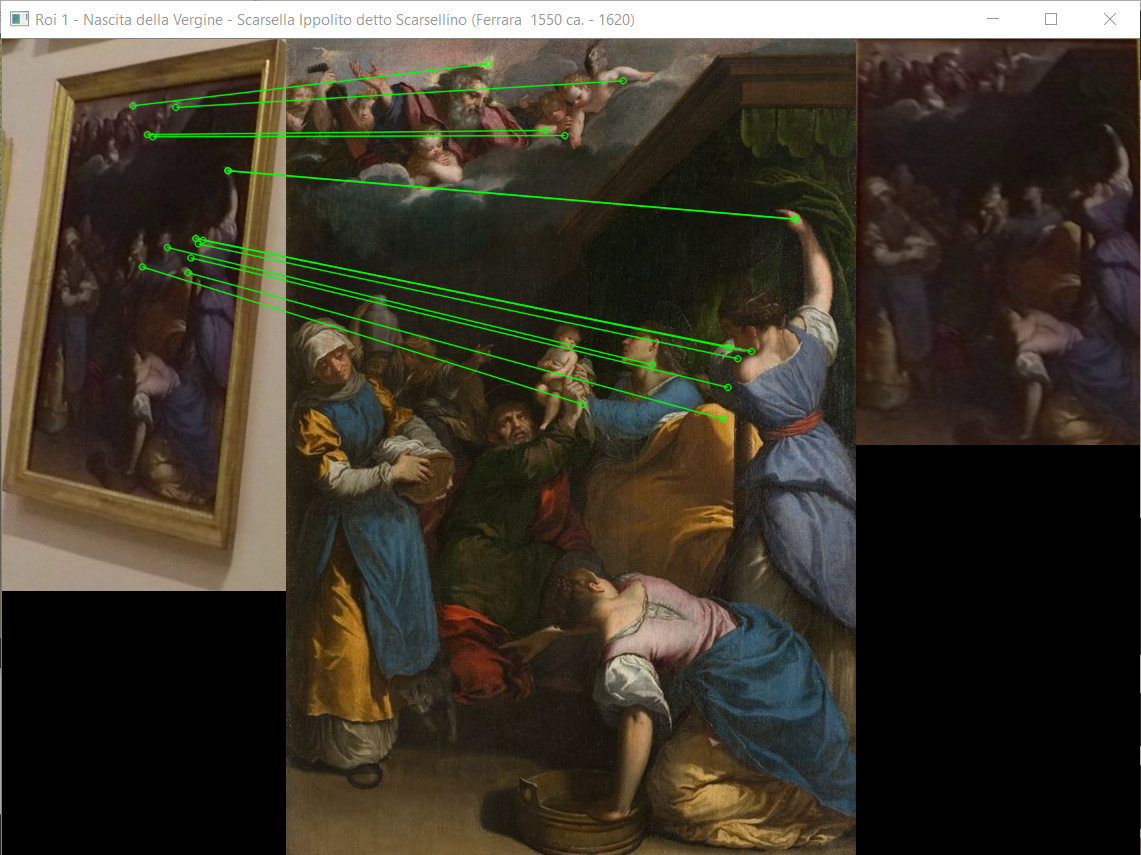 Roi 1 - Nascita della Vergine - Scarsella Ippolito detto Scarsellino (Ferrara  1550 ca. - 1620)